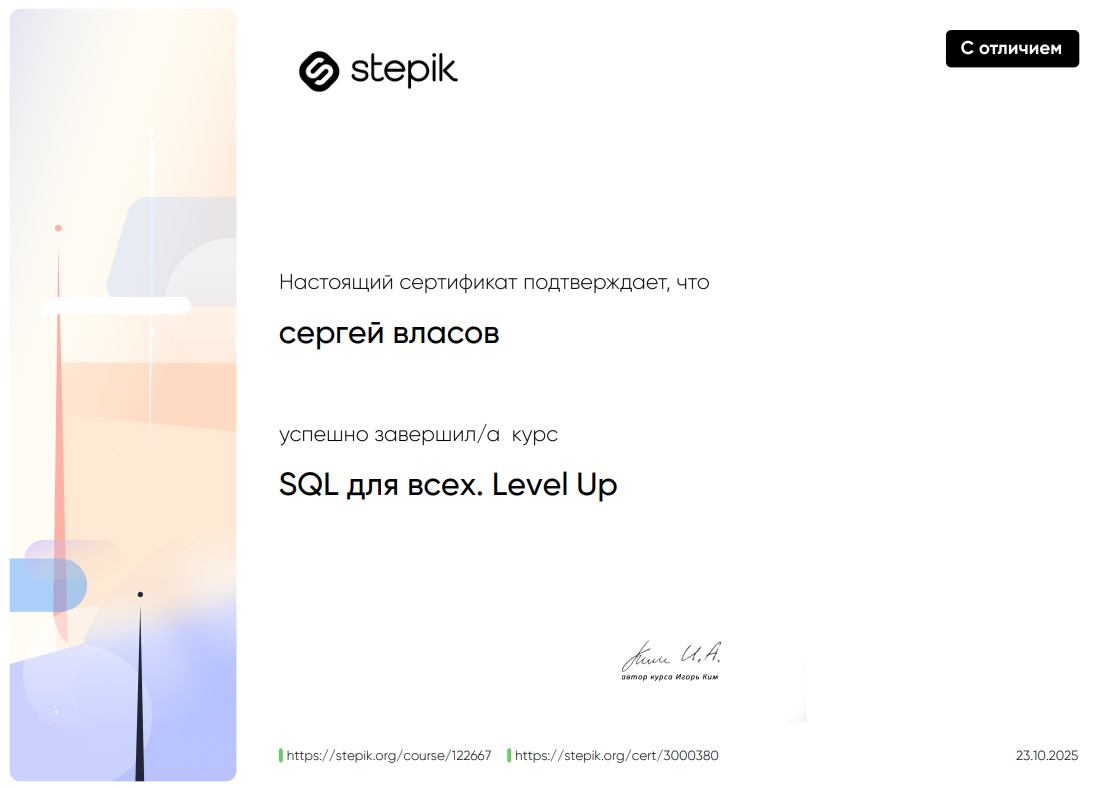 stepik
С отличием
Настоящий сертификат подтверждает, что
сергей власов
успешно завершил/а  курс
SQL для всех. Level Up
Ким И.А.
автор курса Игорь Ким
https://stepik.org/course/122667 https://stepik.org/cert/3000380 23.10.2025